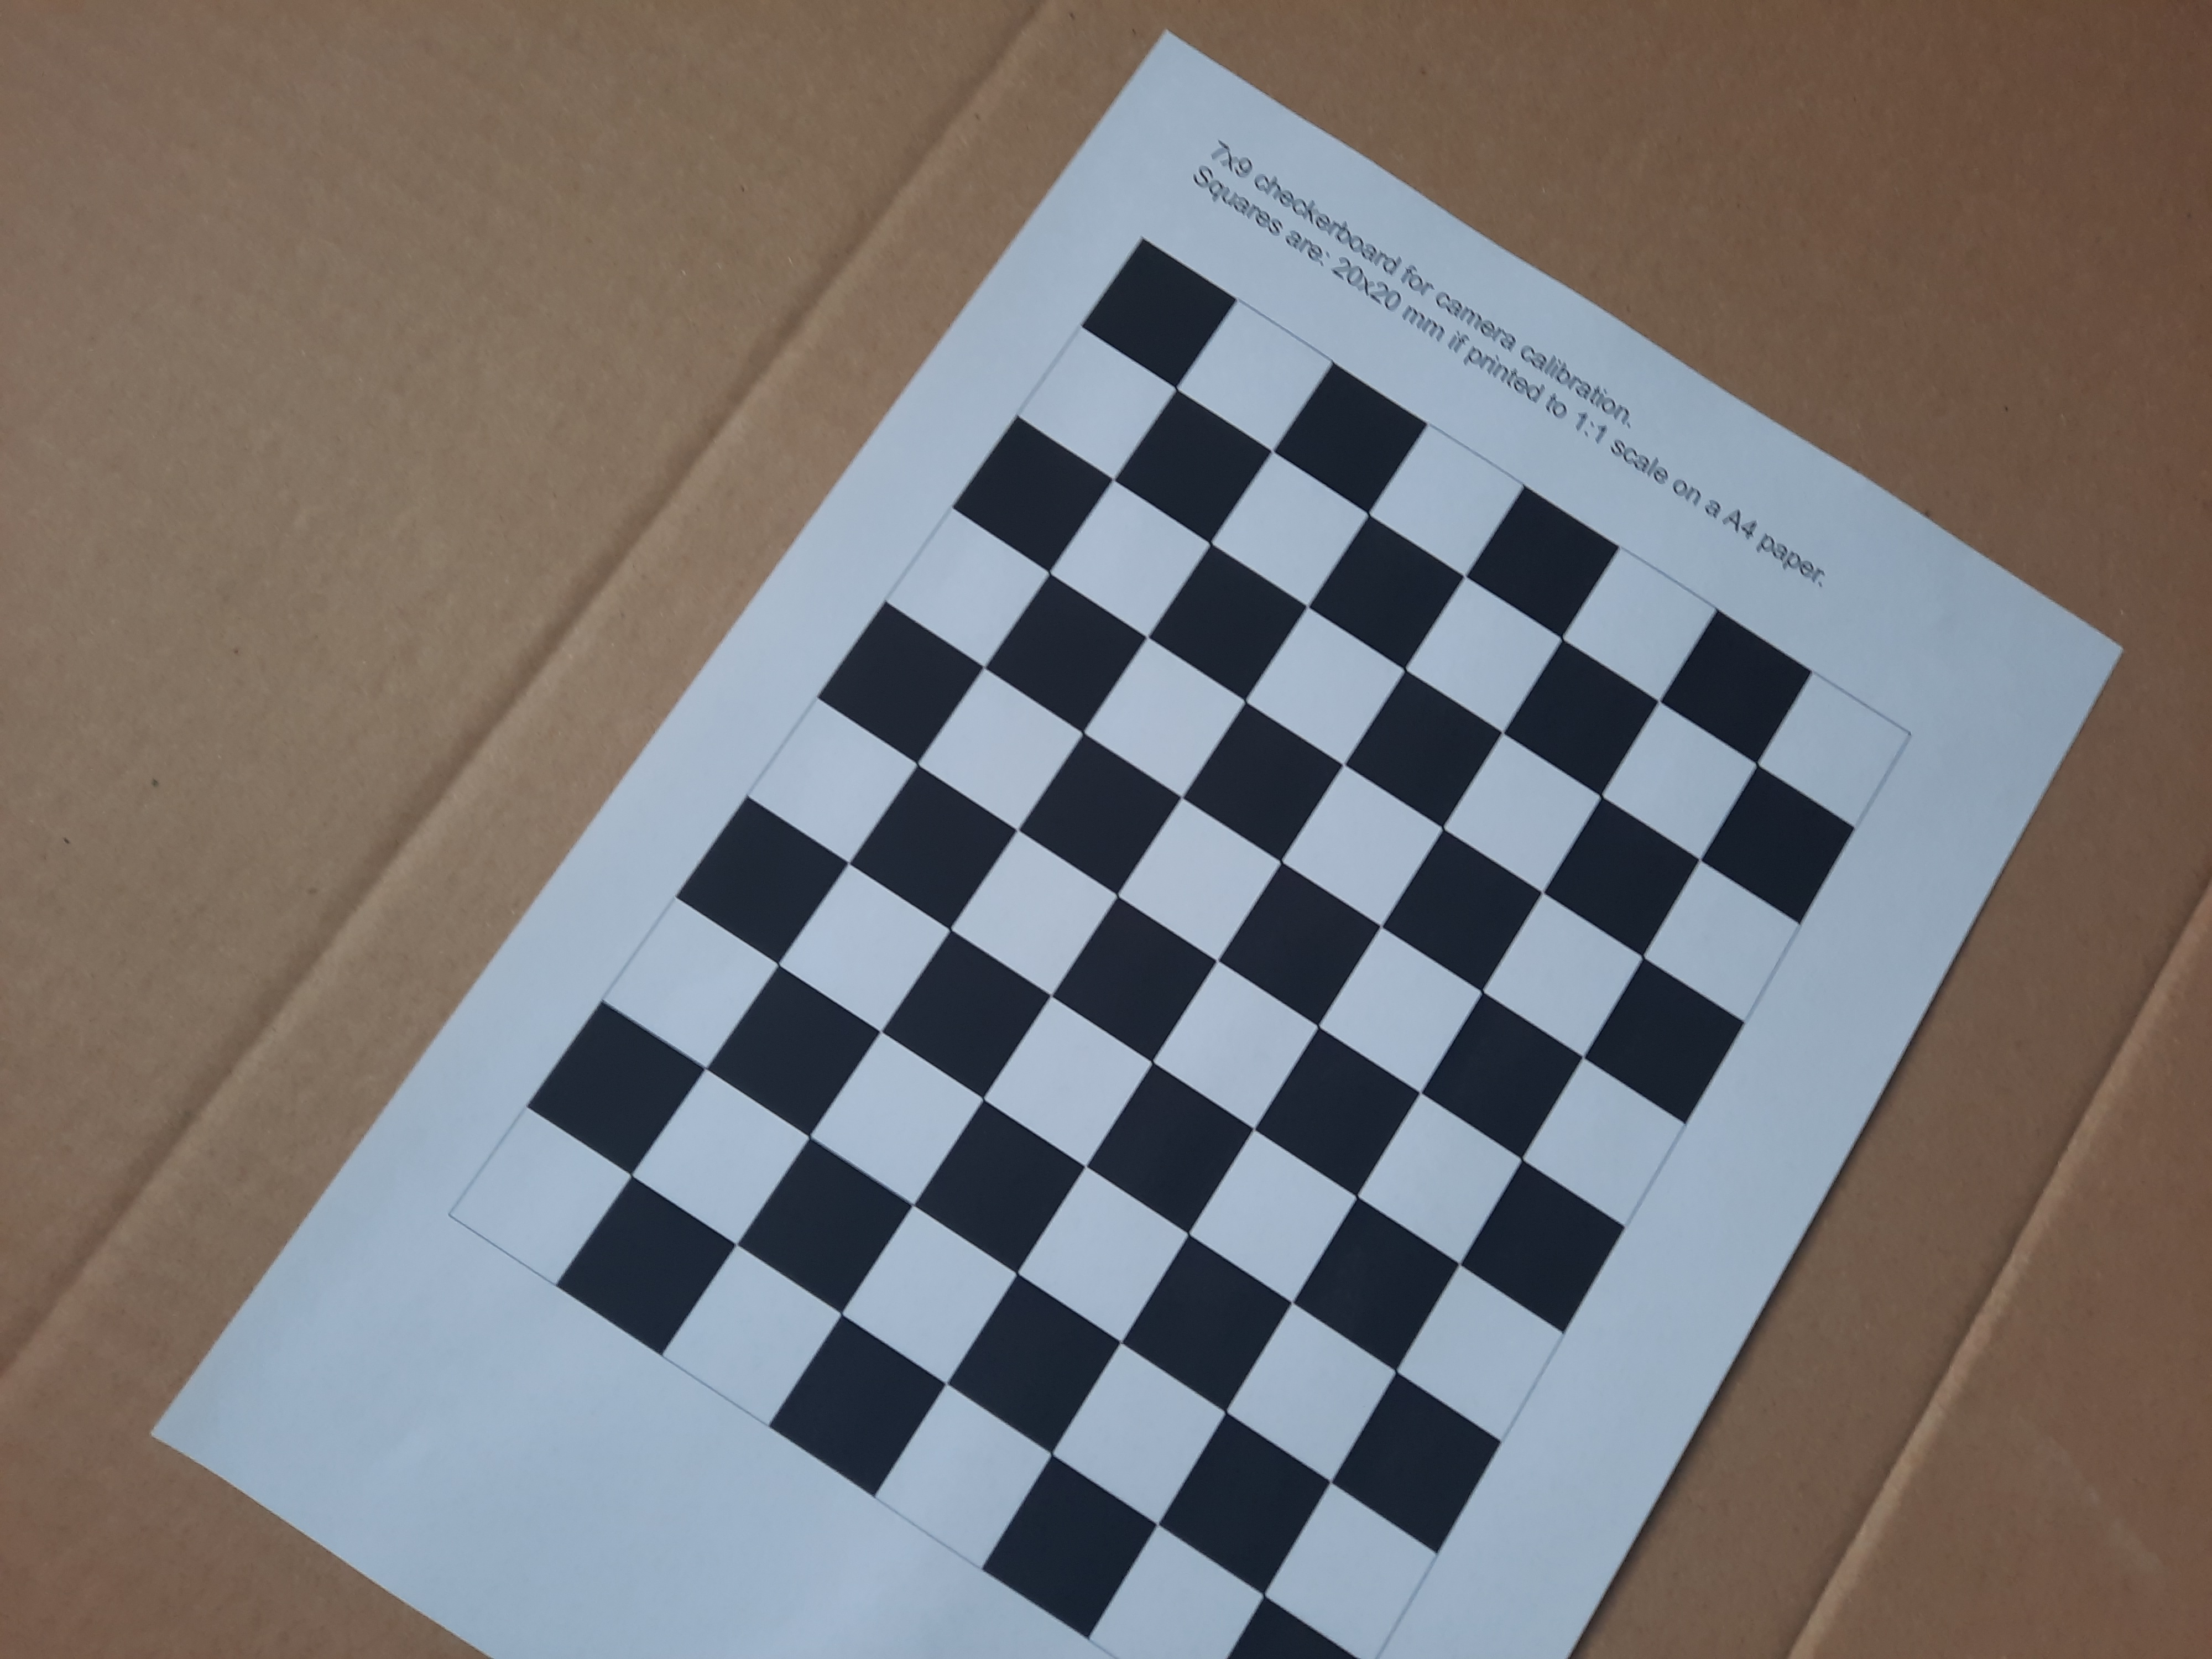 7x9 checkerboard for camera calibration.
Squares are: 20x20 mm if printed to 1:1 scale on a A4 paper.